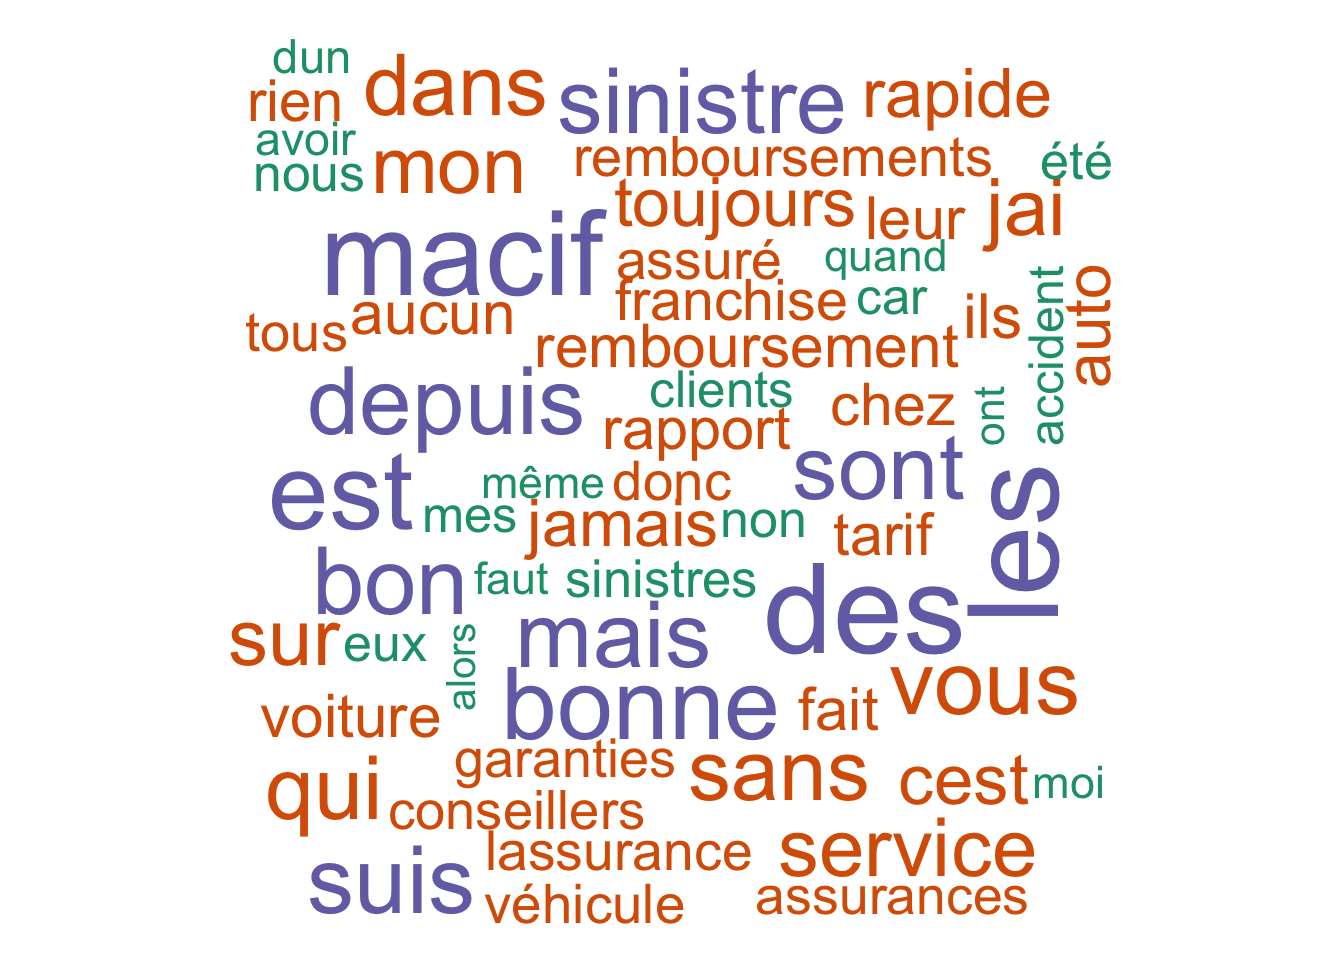 dun
rien
dans
sinistre
rapide
avoir
nous
mon
remboursements
été
toujours
leur
jai
macif
assuré
quand
franchise
car
ils
accident
auto
tous
aucun
remboursement
depuis
clients
chez
ont
rapport
est
même
donc
sont
les
mes
jamais
non
tarif
bon
faut
sinistres
des
sur
eux
alors
mais
bonne
fait
vous
voiture
garanties
sans
cest
moi
qui
conseillers
lassurance
service
suis
véhicule
assurances